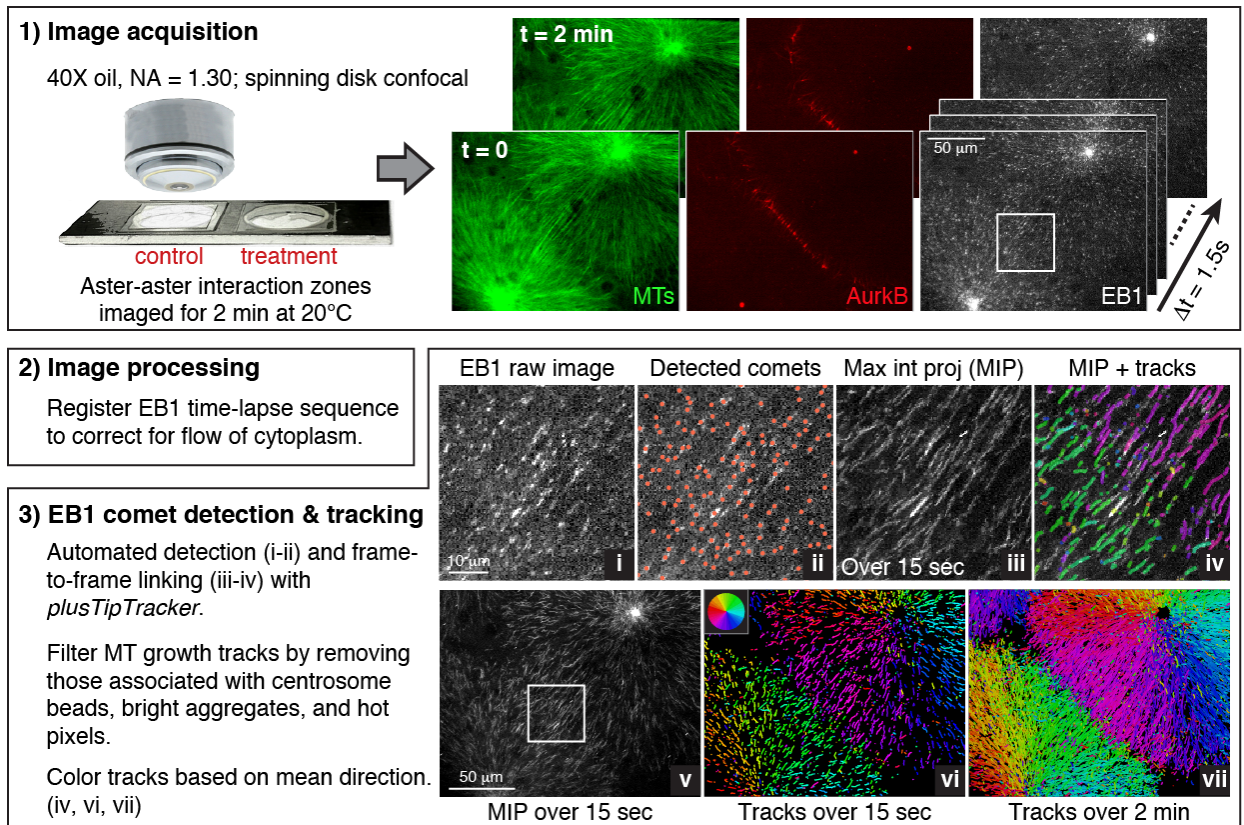 1) Image acquisition
40X oil, NA = 1.30; spinning disk confocal
control treatment
Aster-aster interaction zones
imaged for 2 min at 20°C
t = 2 min
t = 0
MTs
AurkB
50 µm
EB1
Δt = 1.5s
2) Image processing
Register EB1 time-lapse sequence
to correct for flow of cytoplasm.
3) EB1 comet detection & tracking
Automated detection (i-ii) and frame-
to-frame linking (iii-iv) with
plusTipTracker.
Filter MT growth tracks by removing
those associated with centrosome
beads, bright aggregates, and hot
pixels.
Color tracks based on mean direction.
(iv, vi, vii)
EB1 raw image
Detected comets
Max int proj (MIP)
MIP + tracks
10 µm
i
ii
Over 15 sec
iii
iv
50 µm
v
vi
vii
MIP over 15 sec
Tracks over 15 sec
Tracks over 2 min